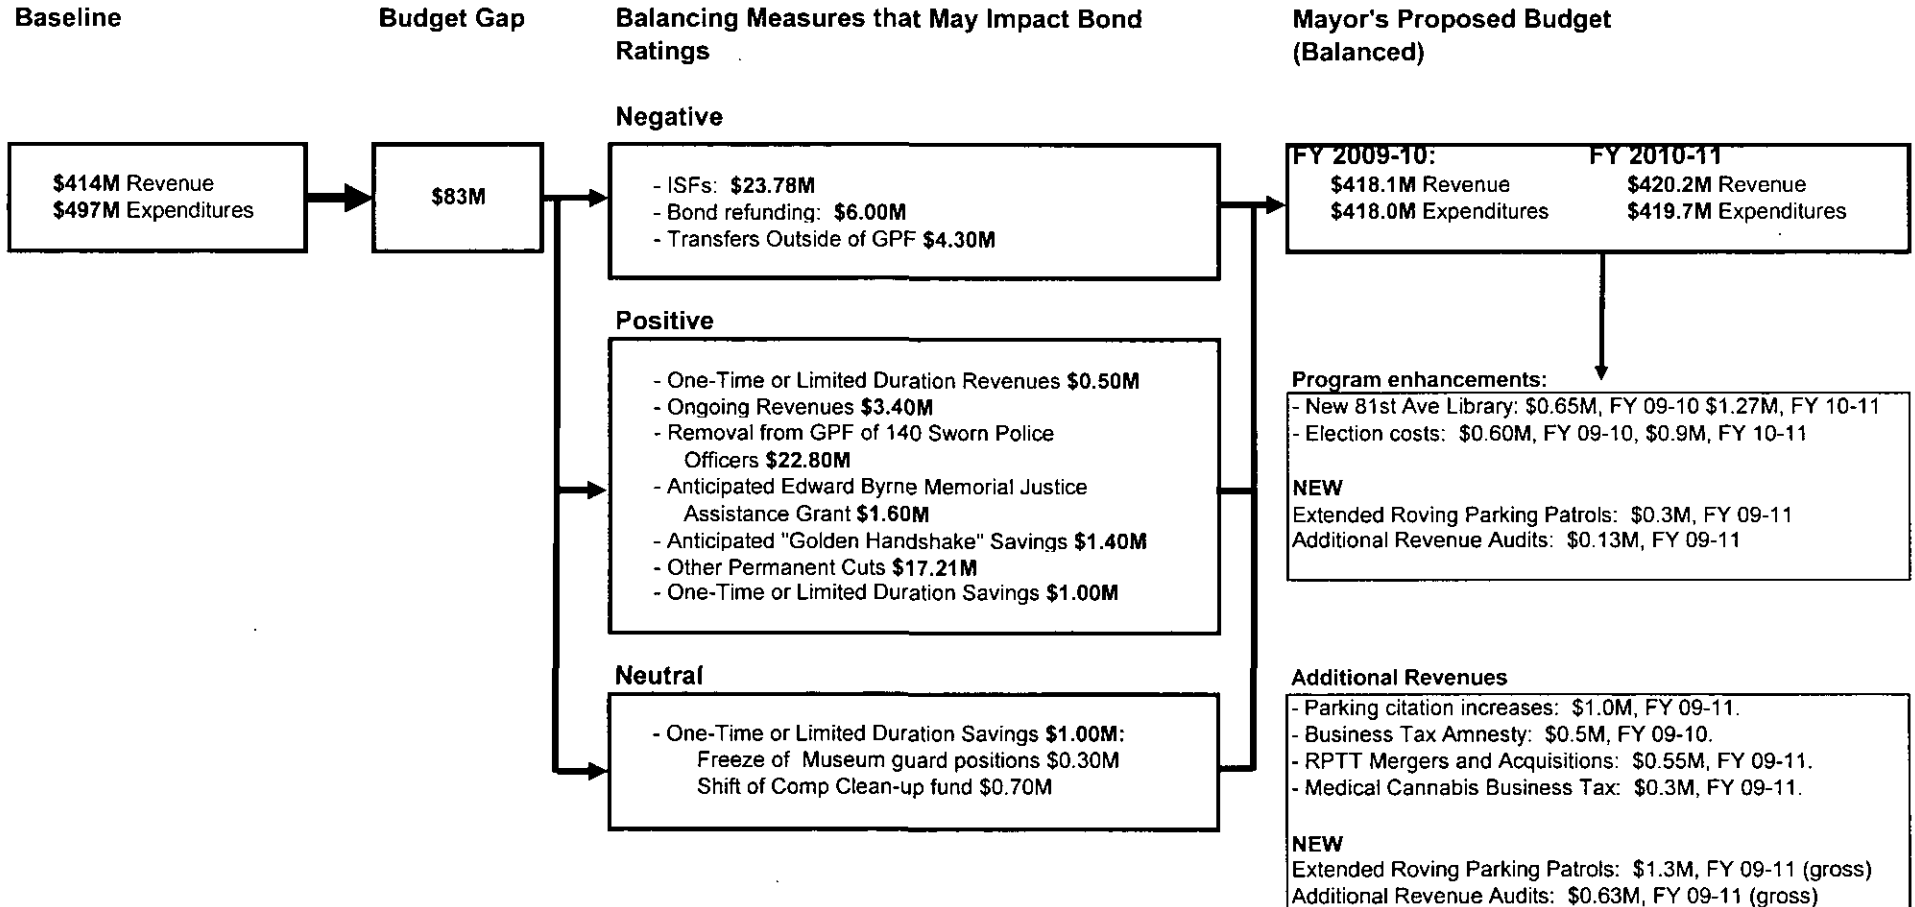 Baseline
Budget Gap
Balancing Measures that May Impact Bond
Ratings
Mayor's Proposed Budget
(Balanced)
$414M Revenue
$497M Expenditures
$83M
Negative
- ISFs: $23.78M
- Bond refunding: $6.00M
- Transfers Outside of GPF $4.30M
Positive
- One-Time or Limited Duration Revenues $0.50M
- Ongoing Revenues $3.40M
- Removal from GPF of 140 Sworn Police
Officers $22.80M
- Anticipated Edward Byrne Memorial Justice
Assistance Grant $1.60M
- Anticipated "Golden Handshake" Savings $1.40M
- Other Permanent Cuts $17.21M
- One-Time or Limited Duration Savings $1.00M
Neutral
- One-Time or Limited Duration Savings $1.00M:
Freeze of Museum guard positions $0.30M
Shift of Comp Clean-up fund $0.70M
FY 2009-10: FY 2010-11
$418.1M Revenue $420.2M Revenue
$418.0M Expenditures $419.7M Expenditures
Program enhancements:
- New 81st Ave Library: $0.65M, FY 09-10 $1.27M, FY 10-11
- Election costs: $0.60M, FY 09-10, $0.9M, FY 10-11
NEW
Extended Roving Parking Patrols: $0.3M, FY 09-11
Additional Revenue Audits: $0.13M, FY 09-11
Additional Revenues
- Parking citation increases: $1.0M, FY 09-11.
- Business Tax Amnesty: $0.5M, FY 09-10.
- RPTT Mergers and Acquisitions: $0.55M, FY 09-11.
- Medical Cannabis Business Tax: $0.3M, FY 09-11.
NEW
Extended Roving Parking Patrols: $1.3M, FY 09-11 (gross)
Additional Revenue Audits: $0.63M, FY 09-11 (gross)